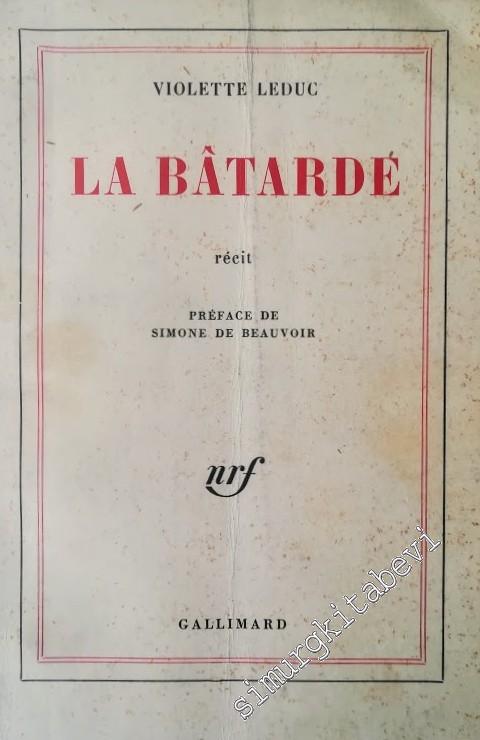 VIOLETTE LEDUC
LA BÂTARDE
récit
PRÉFACE DE
SIMONE DE BEAUVOIR
nrf
GALLIMARD
simurgkitabevi